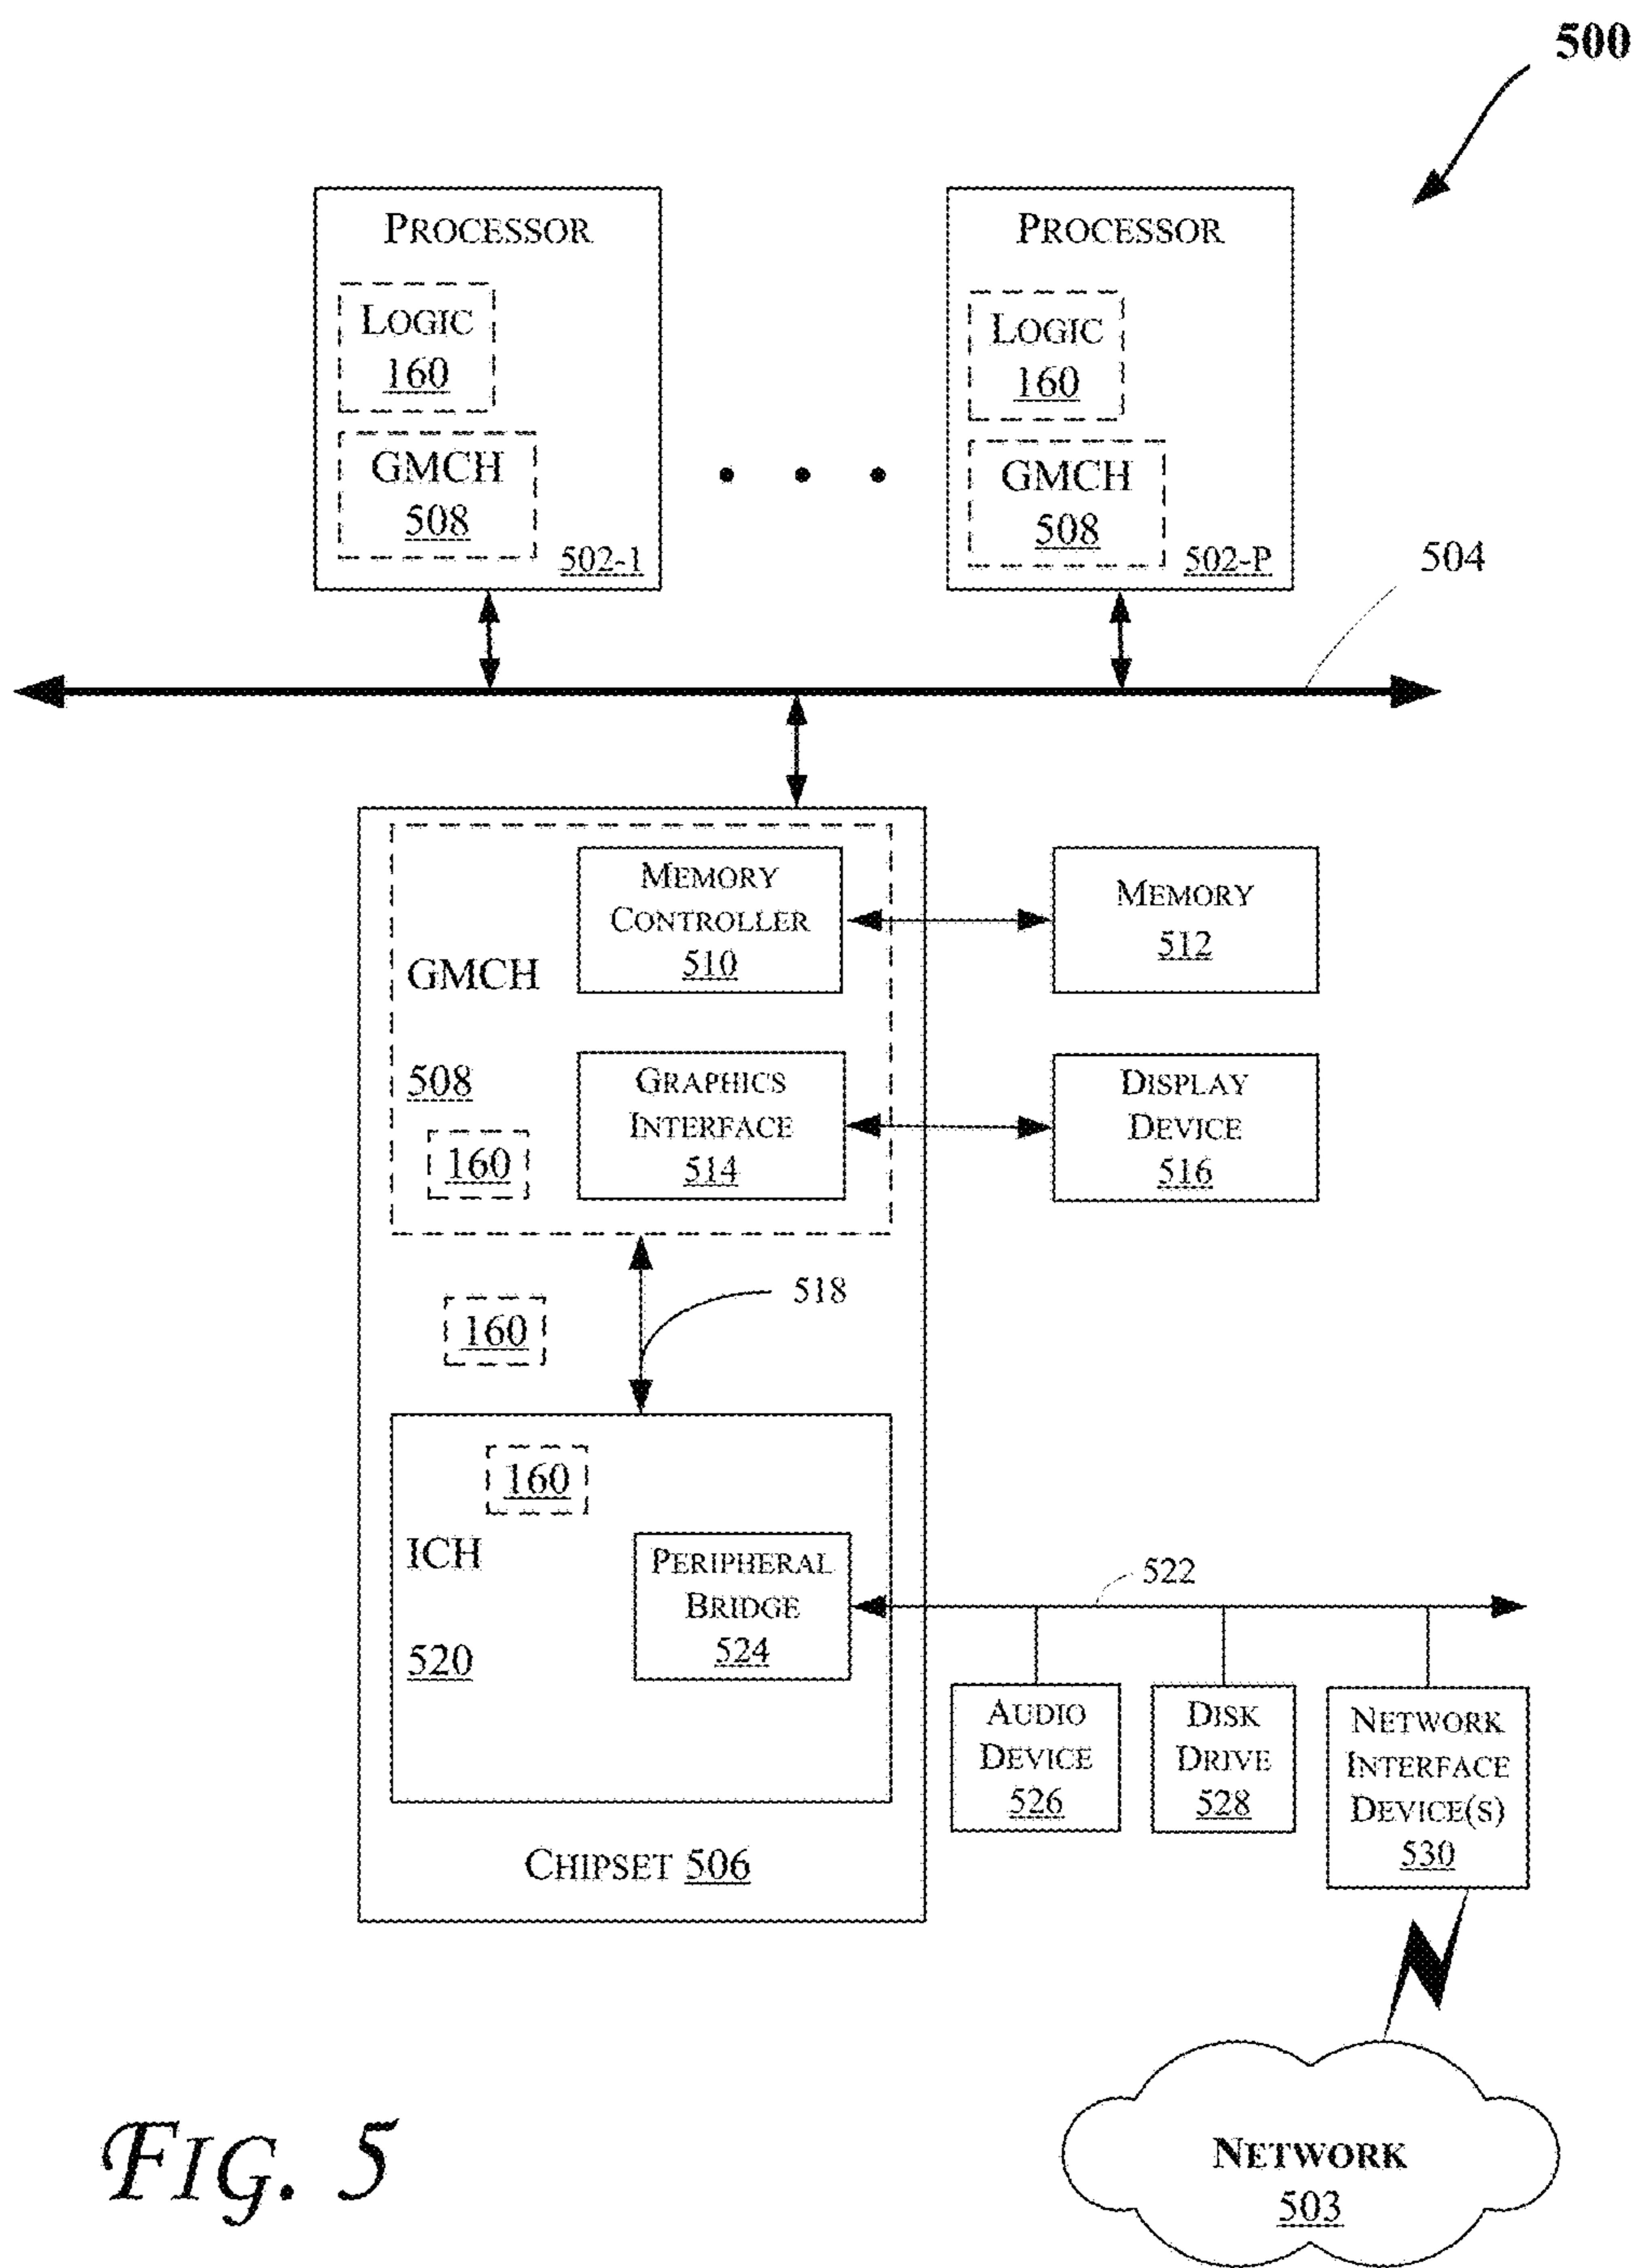 500
PROCESSOR
LOGIC
160
GMCH
508
502-1
PROCESSOR
LOGIC
160
GMCH
508
502-P
504
GMCH
508
160
MEMORY
CONTROLLER
510
GRAPHICS
INTERFACE
514
MEMORY
512
DISPLAY
DEVICE
516
518
160
160
ICH
520
PERIPHERAL
BRIDGE
524
522
AUDIO
DEVICE
526
DISK
DRIVE
528
NETWORK
INTERFACE
DEVICE(S)
530
CHIPSET 506
NETWORK
503
FIG. 5